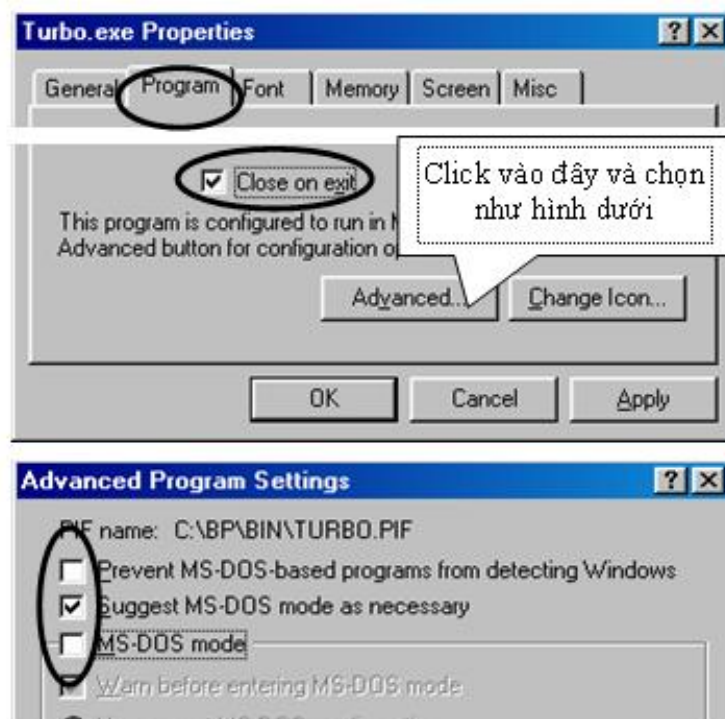 Turbo.exe Properties
General Program Font Memory Screen Misc
Close on exit
Click vào đây và chọn
như hình dưới
This program is configured to run in
Advanced button for configuration
Advanced... Change Icon...
OK Cancel Apply
Advanced Program Settings
PIF name: C:\BP\BIN\TURBO.PIF
Prevent MS-DOS-based programs from detecting Windows
Suggest MS-DOS mode as necessary
MS-DOS mode
Warn before entering MS-DOS mode